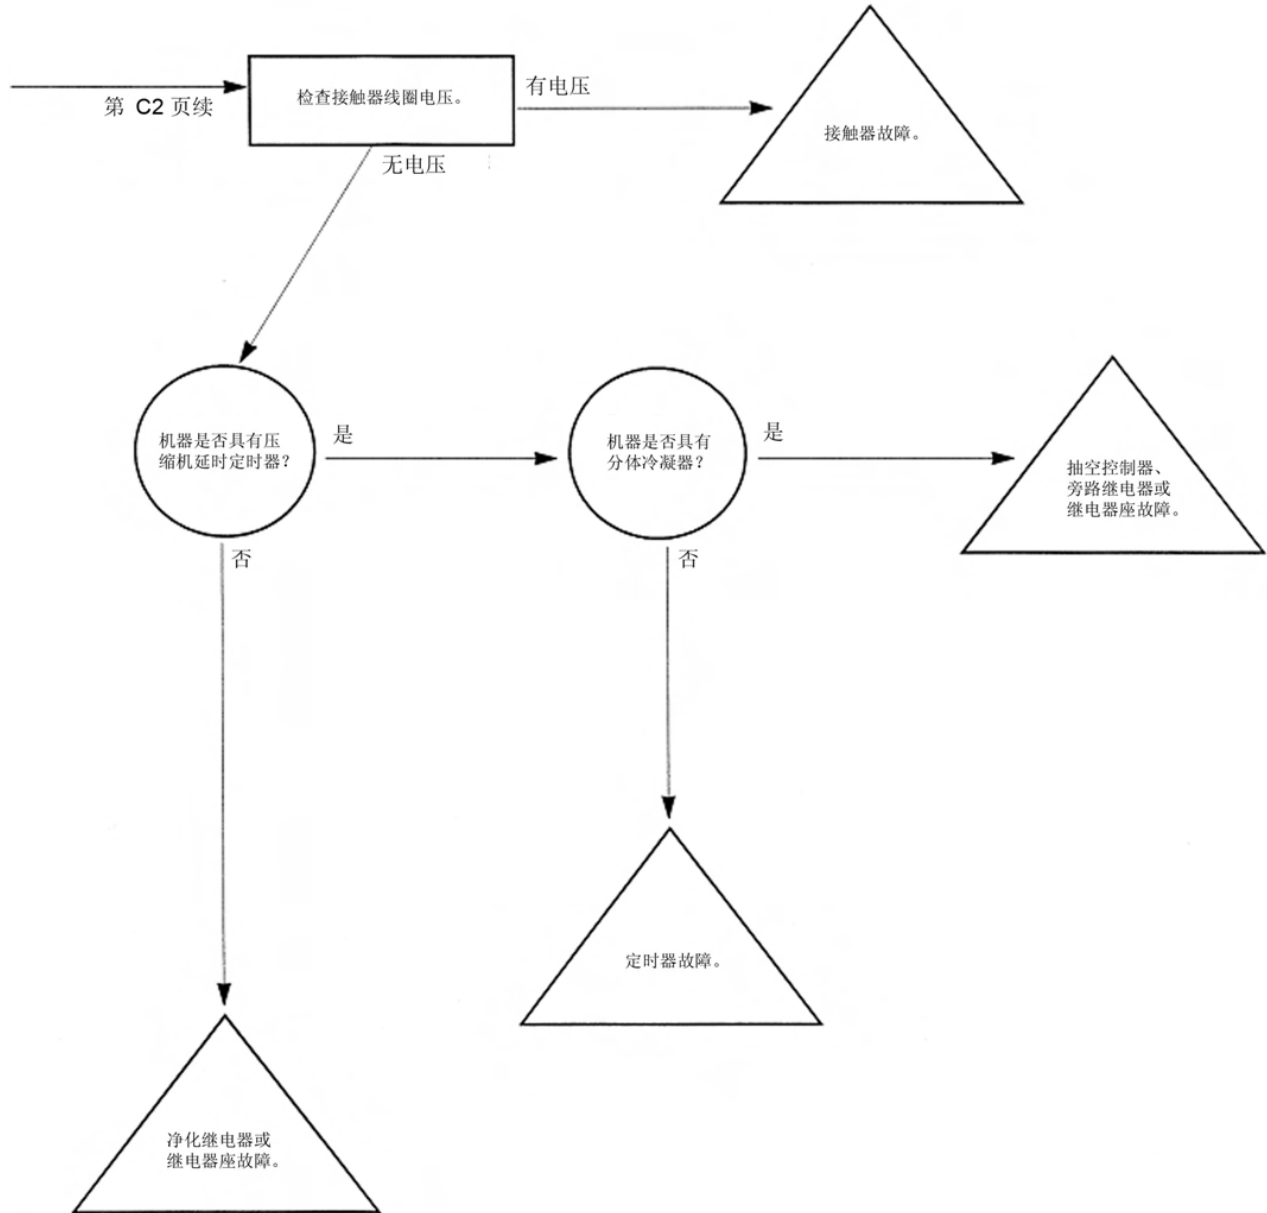 第 C2 页续
检查接触器线圈电压。
有电压
接触器故障。
无电压
机器是否具有压
缩机延时定时器？
是
机器是否具有
分体冷凝器？
是
抽空控制器、
旁路继电器或
继电器座故障。
否
否
定时器故障。
净化继电器或
继电器座故障。